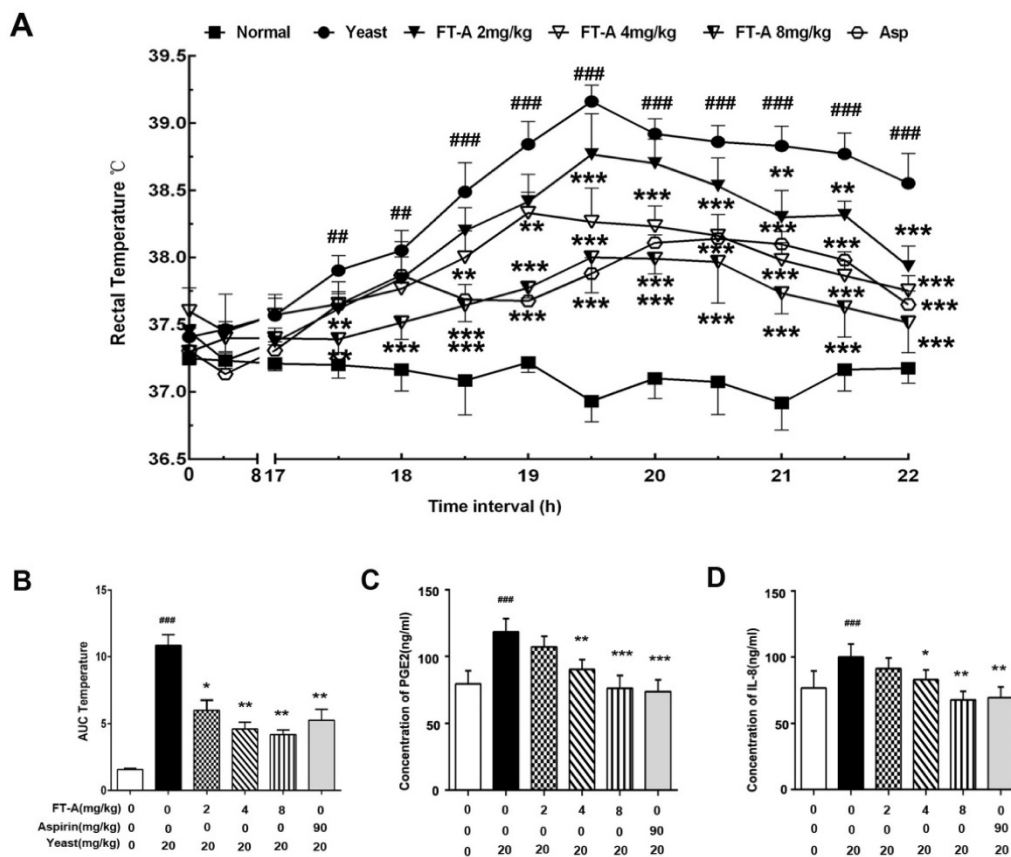 A
Normal Yeast FT-A 2mg/kg FT-A 4mg/kg FT-A 8mg/kg Asp
Rectal Temperature ℃
39.5
39.0
38.5
38.0
37.5
37.0
36.5
###
### ### ### ### ### ###
### ###
## ##
** **
*** *** *** ***
** *** *** *** ***
** *** *** *** *** ***
** *** *** *** *** *** ***
** *** *** *** *** *** *** ***
0 8 17 18 19 20 21 22
Time interval (h)
B
AUC Temperature
15
10
5
0
### * ** ** **
FT-A(mg/kg) 0 0 2 4 8 0
Aspirin(mg/kg) 0 0 0 0 0 90
Yeast(mg/kg) 0 20 20 20 20 20
C
Concentration of PGE2(ng/ml)
150
100
50
0
### ** *** ***
0 0 2 4 8 0
0 0 0 0 0 90
0 20 20 20 20 20
D
Concentration of IL-8(ng/ml)
150
100
50
0
### * ** **
0 0 2 4 8 0
0 0 0 0 0 90
0 20 20 20 20 20